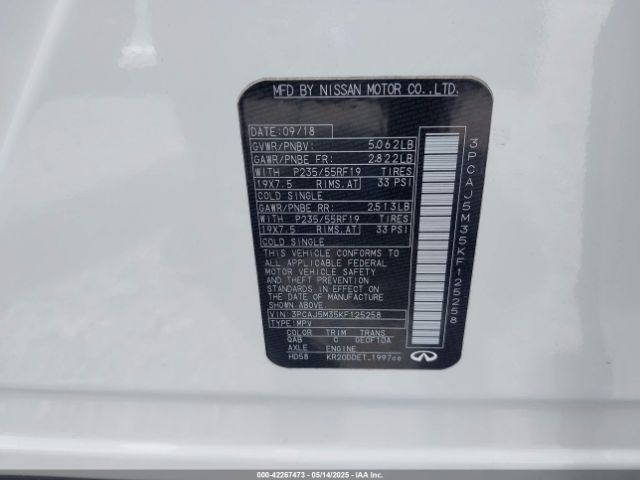 MFD BY NISSAN MOTOR CO.,LTD.
DATE: 09/18
GVWR/PNBV: 5062LB
GAWR/PNBE FR: 2822LB
WITH P235/55RF19 TIRES
19X7.5 RIMS.AT 33 PSI
COLD SINGLE
GAWR/PNBE RR: 2513LB
WITH P235/55RF19 TIRES
19X7.5 RIMS.AT 33 PSI
COLD SINGLE
THIS VEHICLE CONFORMS TO
ALL APPLICABLE FEDERAL
MOTOR VEHICLE SAFETY
AND THEFT PREVENTION
STANDARDS IN EFFECT ON
THE DATE OF MANUFACTURE
SHOWN ABOVE.
VIN: 3PCAJ5M35KF125258
TYPE: MPV
COLOR TRIM TRANS
QAB C GE0F10A
AXLE ENGINE
HD58 KR20DDET 1997cc
3PCAJ5M35KF125258
000-42267473 - 05/14/2025 - IAA Inc.